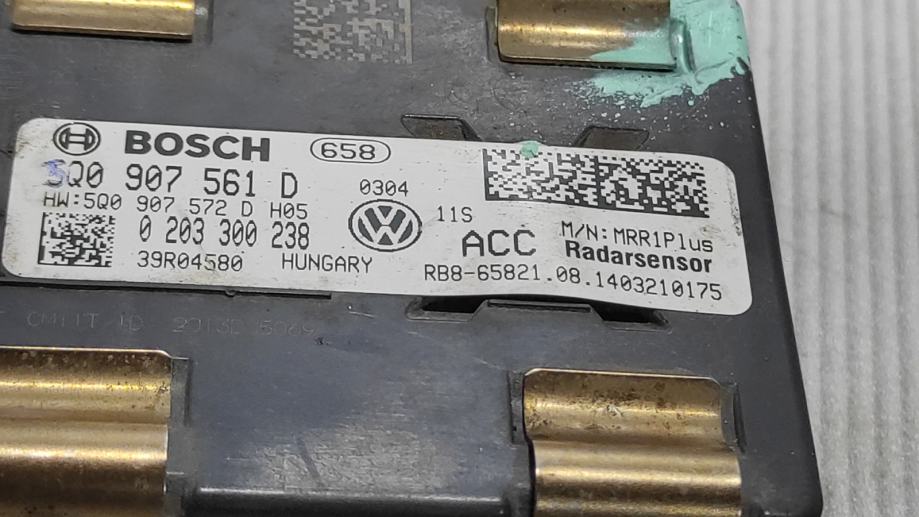 BOSCH 658
5Q0 907 561 D 0304
HW:5Q0 907 572 D H05 11S M/N:MRR1Plus
0 203 300 238 ACC Radarsensor
39R04580 HUNGARY RB8-65821.08.1403210175